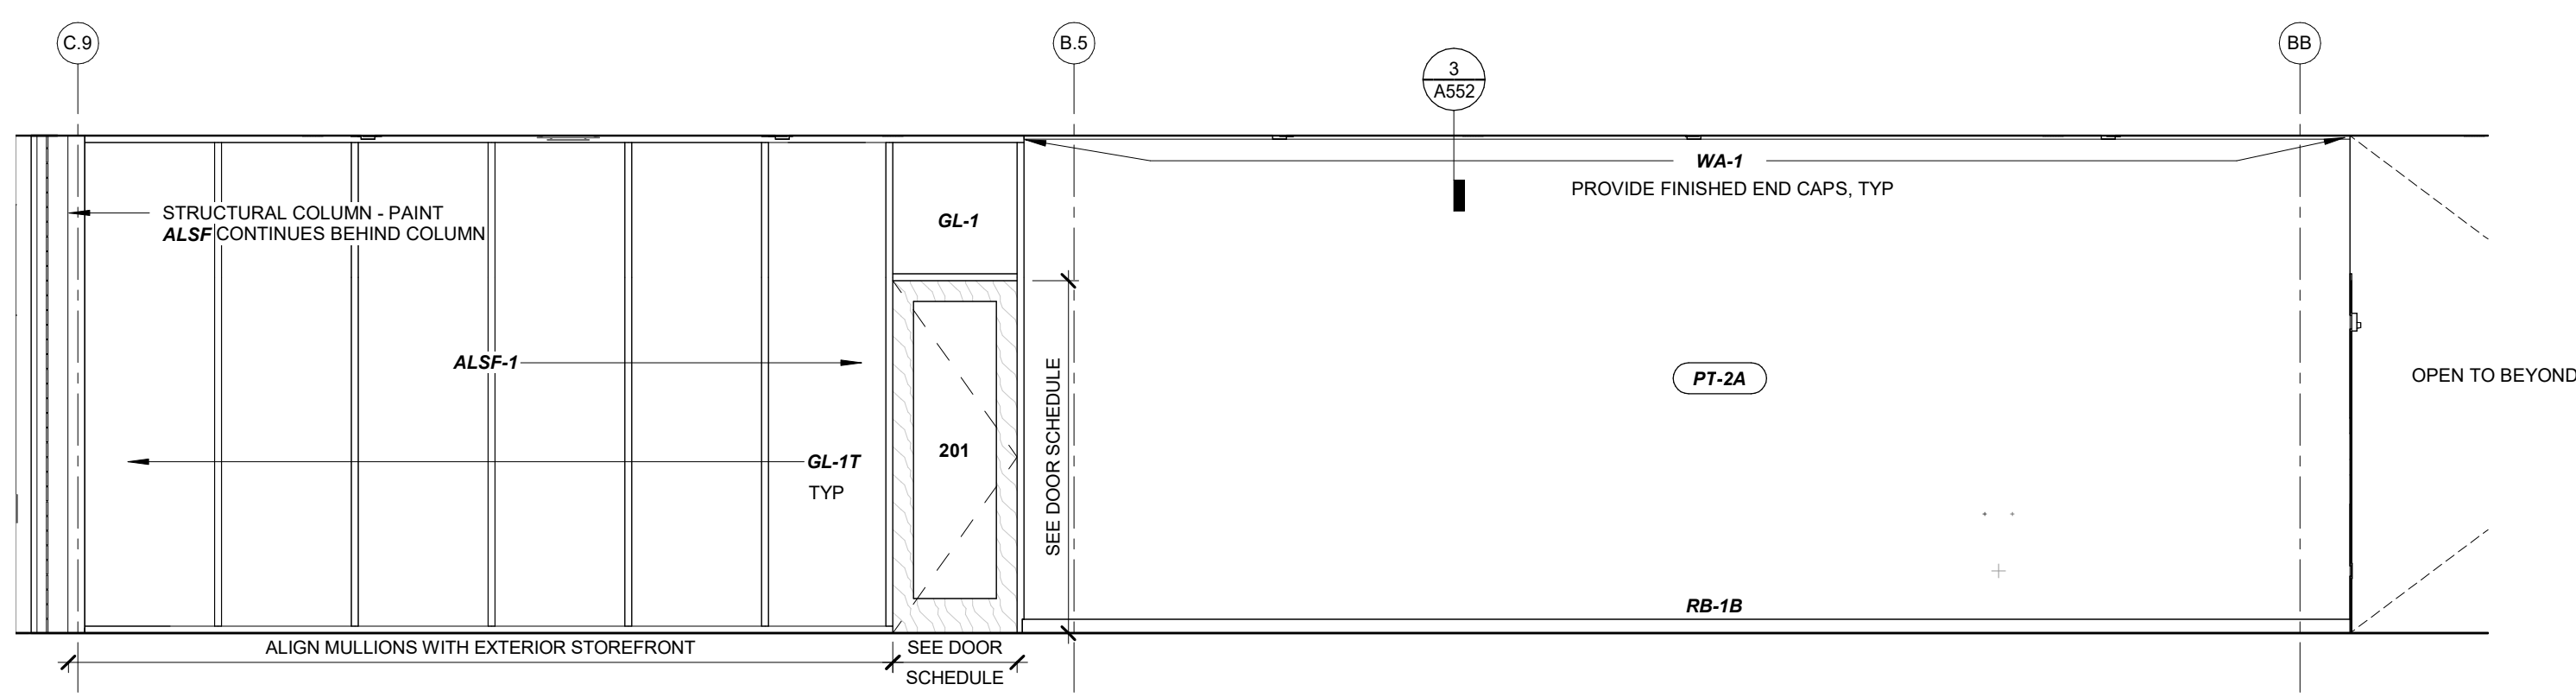 C.9
B.5
BB
3
A552
WA-1
PROVIDE FINISHED END CAPS, TYP
STRUCTURAL COLUMN - PAINT
ALSF CONTINUES BEHIND COLUMN
GL-1
ALSF-1
SEE DOOR SCHEDULE
PT-2A
OPEN TO BEYOND
201
GL-1T
TYP
RB-1B
ALIGN MULLIONS WITH EXTERIOR STOREFRONT
SEE DOOR
SCHEDULE